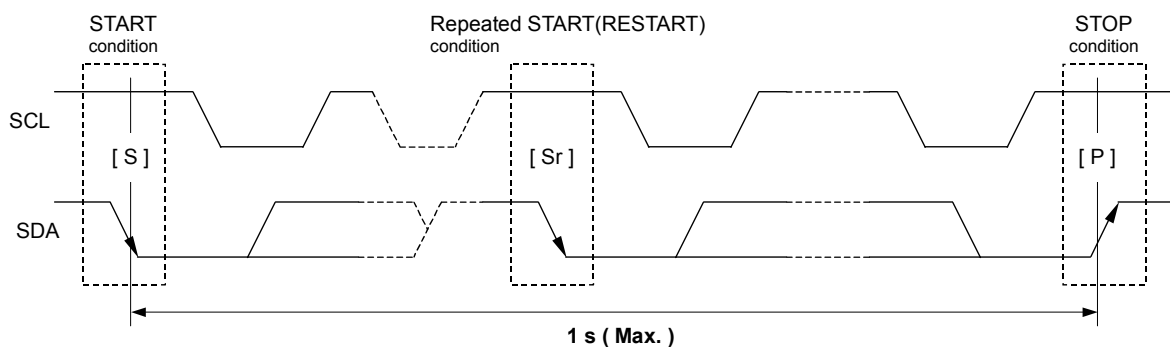 START
condition
Repeated START(RESTART)
condition
STOP
condition
SCL
[ S ]
[ Sr ]
[ P ]
SDA
1 s ( Max. )